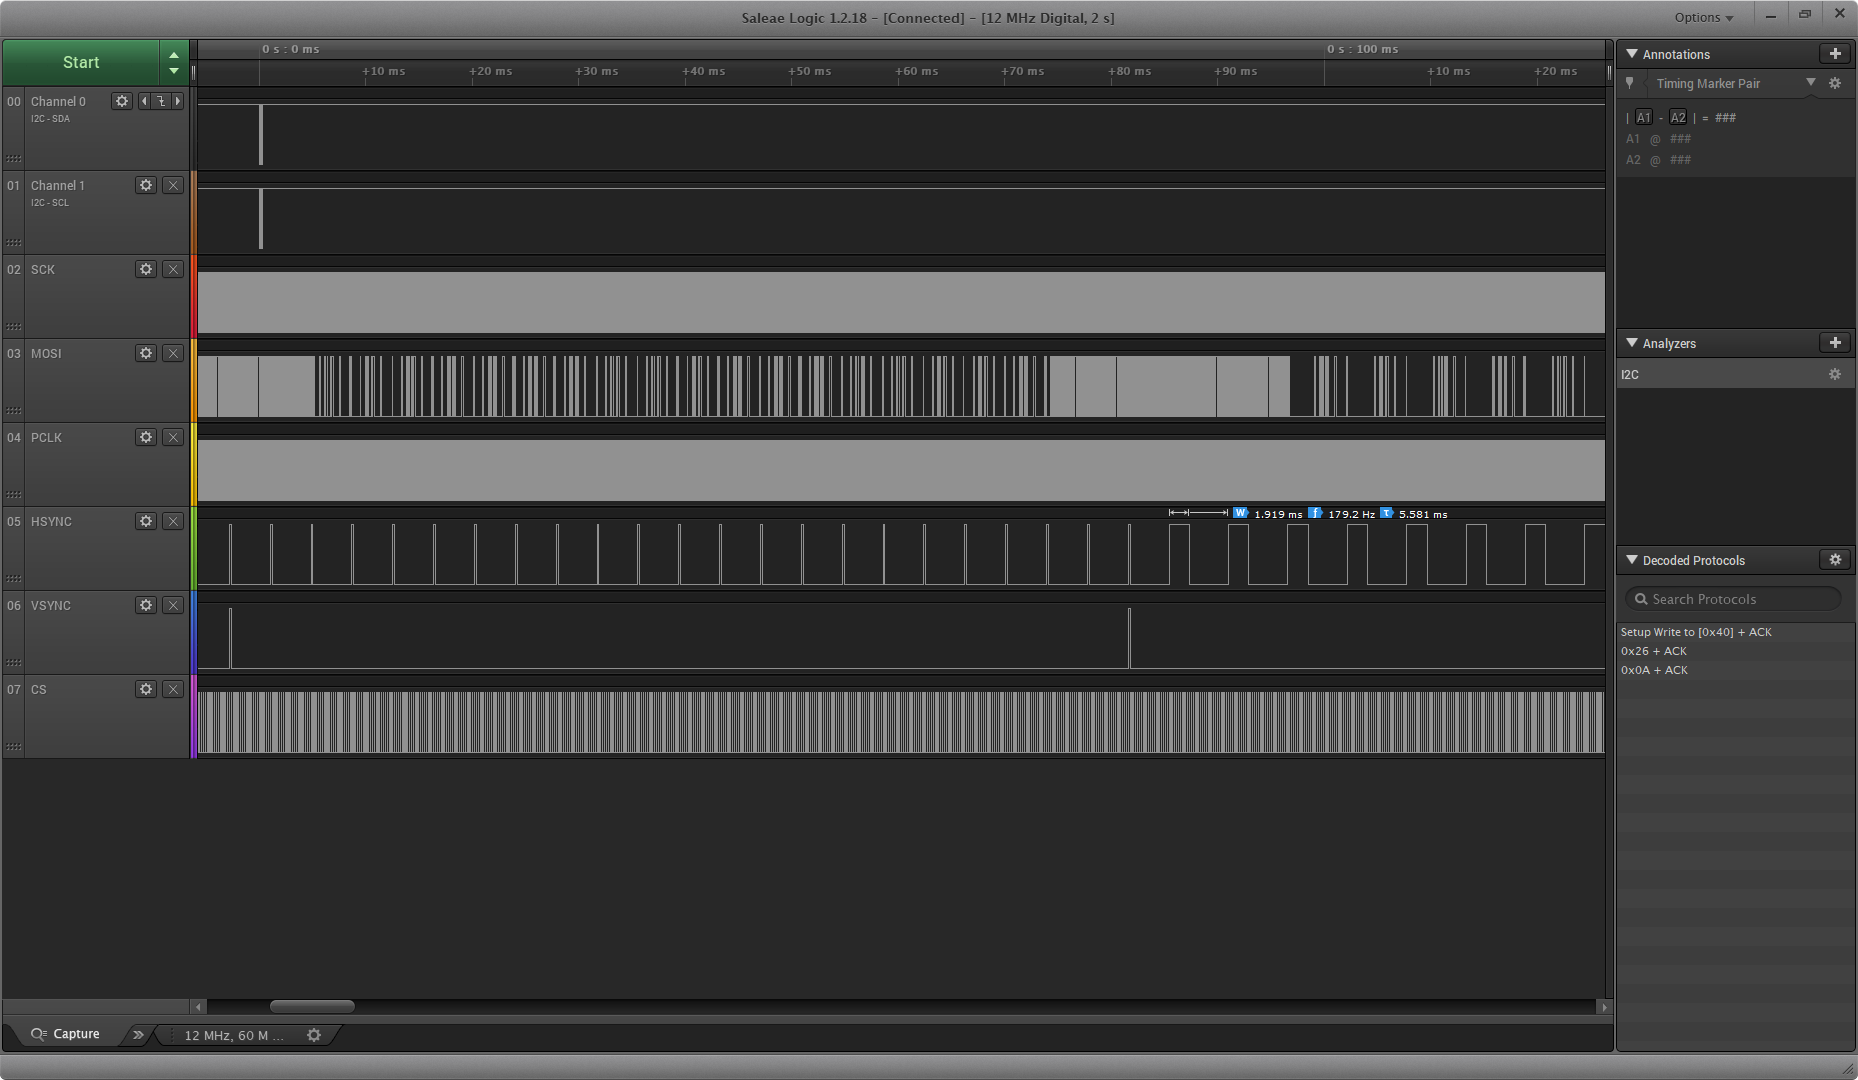 Saleae Logic 1.2.18 - [Connected] - [12 MHz Digital, 2 s]
Options
Start
0 s : 0 ms
0 s : 100 ms
+10 ms
+20 ms
+30 ms
+40 ms
+50 ms
+60 ms
+70 ms
+80 ms
+90 ms
+10 ms
+20 ms
00 Channel 0
I2C - SDA
01 Channel 1
I2C - SCL
02 SCK
03 MOSI
04 PCLK
05 HSYNC
W 1.919 ms f 179.2 Hz T 5.581 ms
06 VSYNC
07 CS
Capture
12 MHz, 60 M ...
Annotations
Timing Marker Pair
| A1 - A2 | = ###
A1 @ ###
A2 @ ###
Analyzers
I2C
Decoded Protocols
Search Protocols
Setup Write to [0x40] + ACK
0x26 + ACK
0x0A + ACK